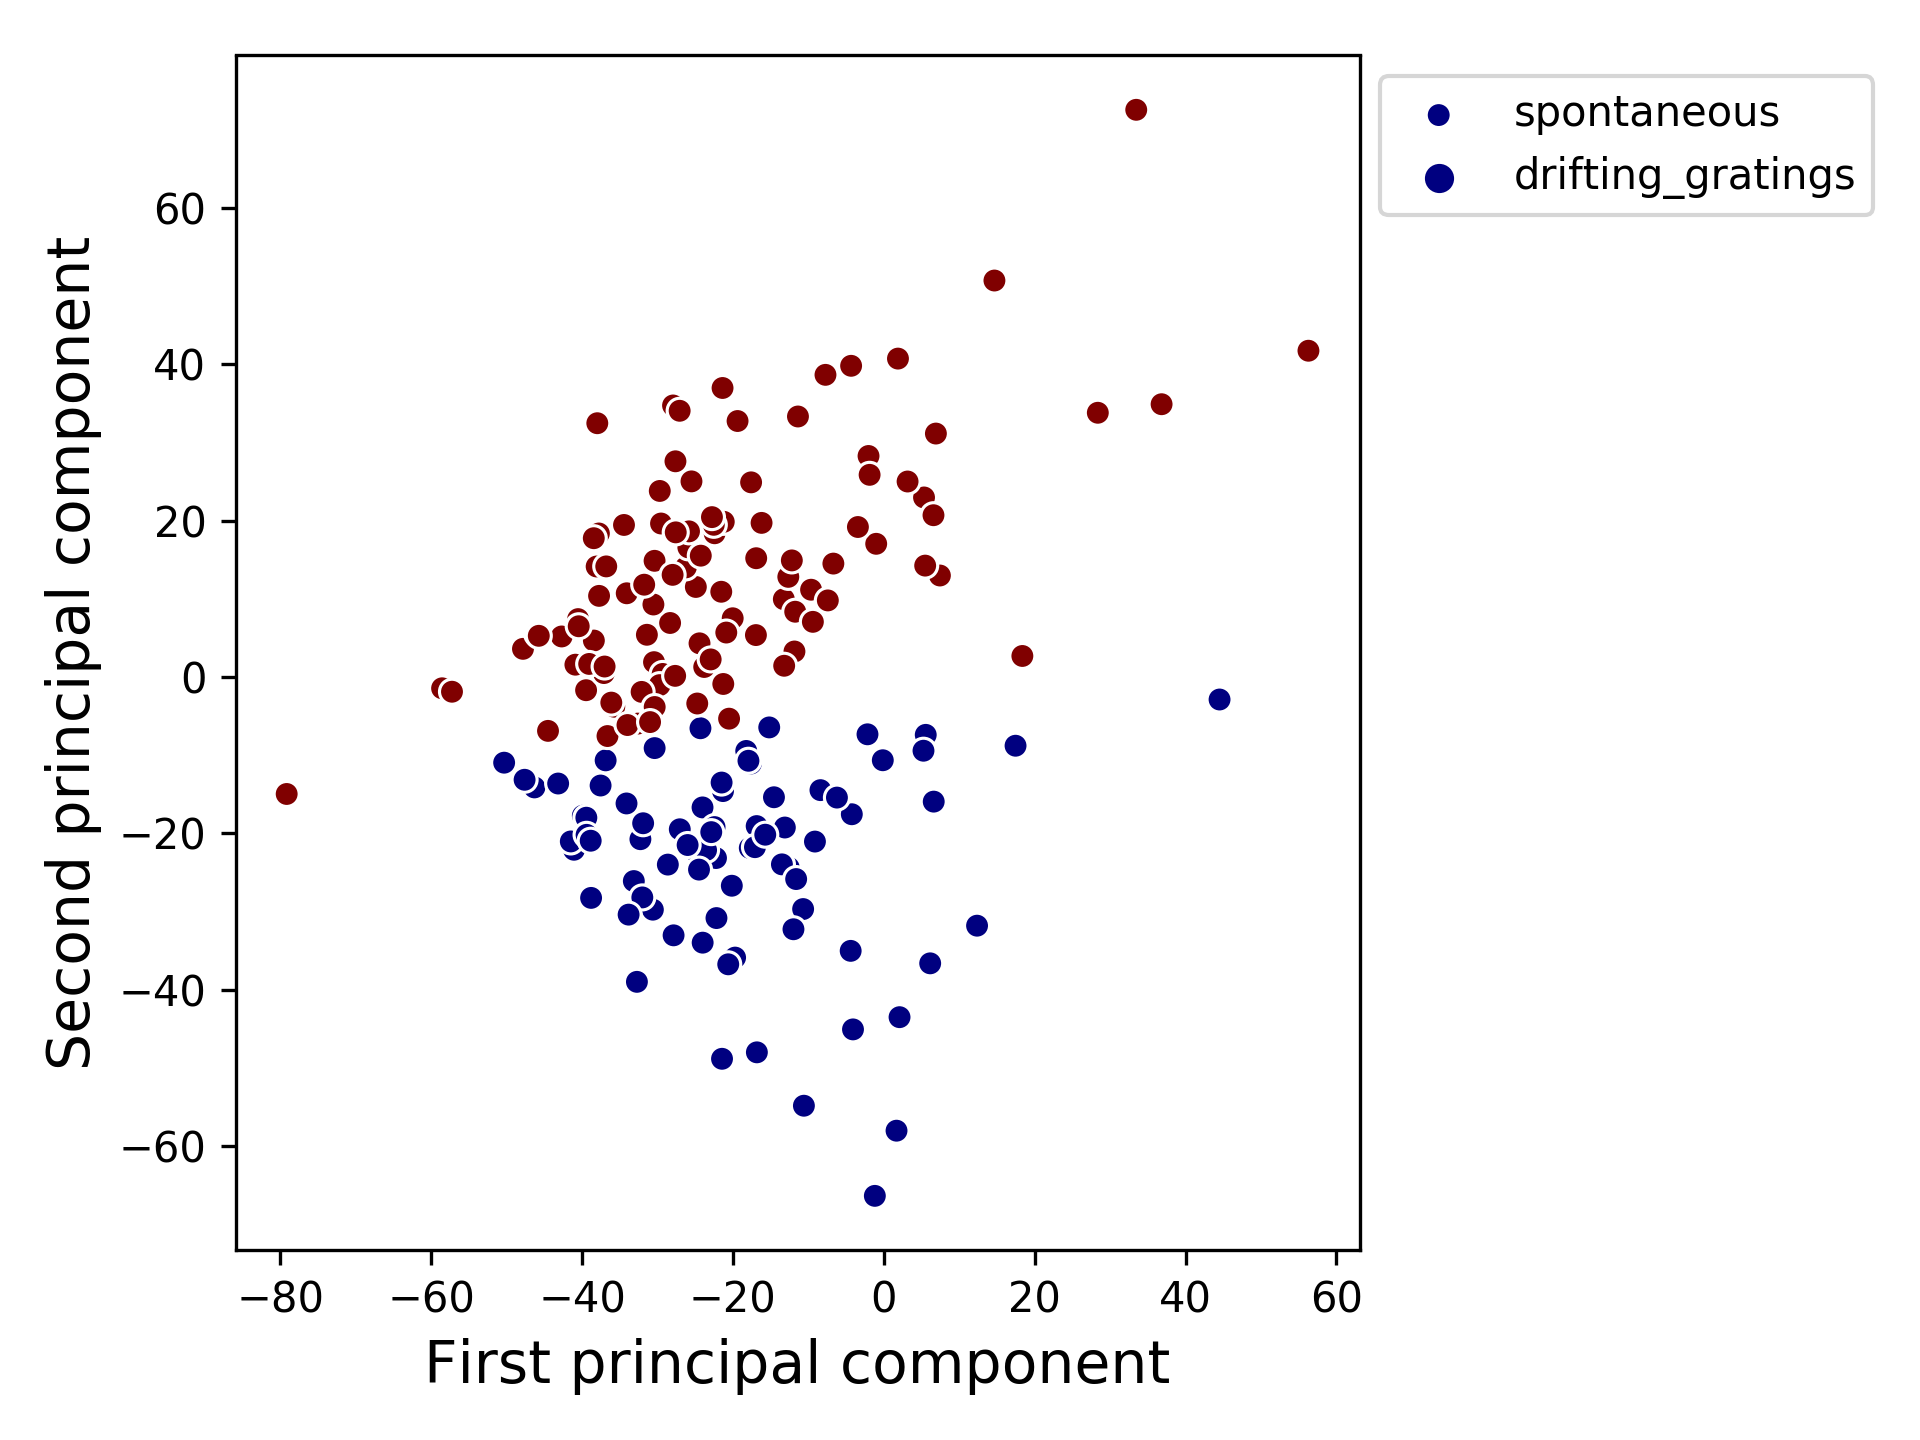 spontaneous
drifting_gratings
60
40
20
0
−20
−40
−60
Second principal component
−80 −60 −40 −20 0 20 40 60
First principal component